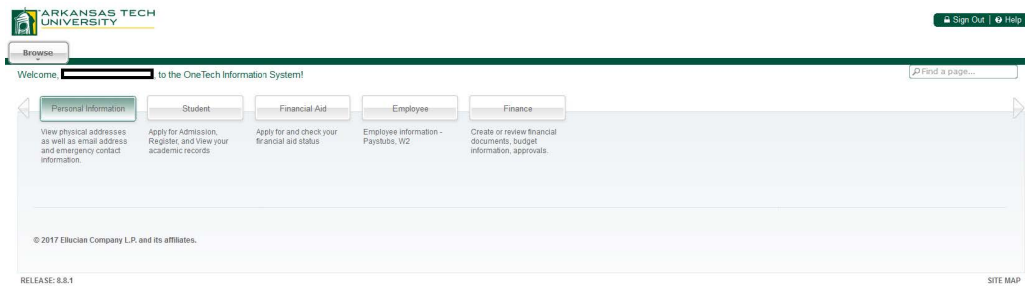 ARKANSAS TECH
UNIVERSITY
Sign Out | Help
Browse
Welcome, , to the OneTech Information System!
Find a page...
Personal Information
Student
Financial Aid
Employee
Finance
View physical addresses
as well as email address
and emergency contact
information.
Apply for Admission,
Register, and View your
academic records
Apply for and check your
financial aid status
Employee information -
Paystubs, W2
Create or review financial
documents, budget
information, approvals.
© 2017 Ellucian Company L.P. and its affiliates.
RELEASE: 8.8.1
SITE MAP